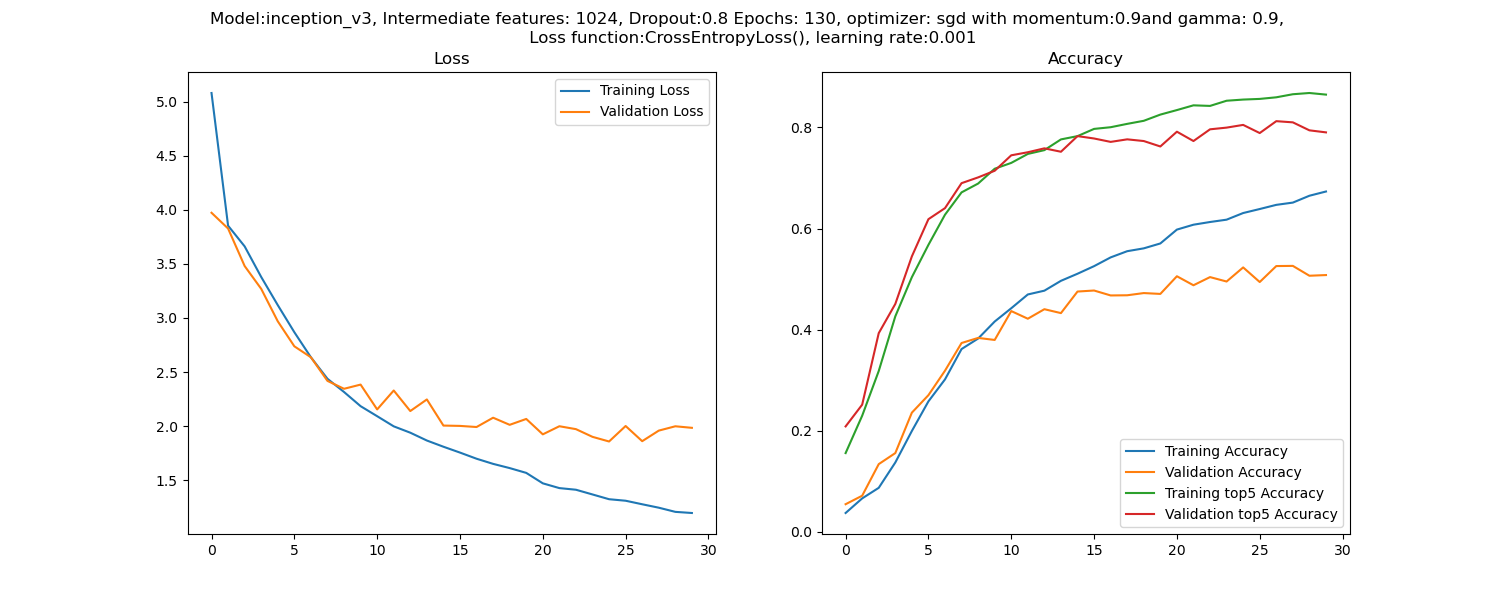 Model:inception_v3, Intermediate features: 1024, Dropout:0.8 Epochs: 130, optimizer: sgd with momentum:0.9and gamma: 0.9,
Loss function:CrossEntropyLoss(), learning rate:0.001
Loss
5.0
4.5
4.0
3.5
3.0
2.5
2.0
1.5
0
5
10
15
20
25
30
Training Loss
Validation Loss
Accuracy
0.8
0.6
0.4
0.2
0.0
0
5
10
15
20
25
30
Training Accuracy
Validation Accuracy
Training top5 Accuracy
Validation top5 Accuracy